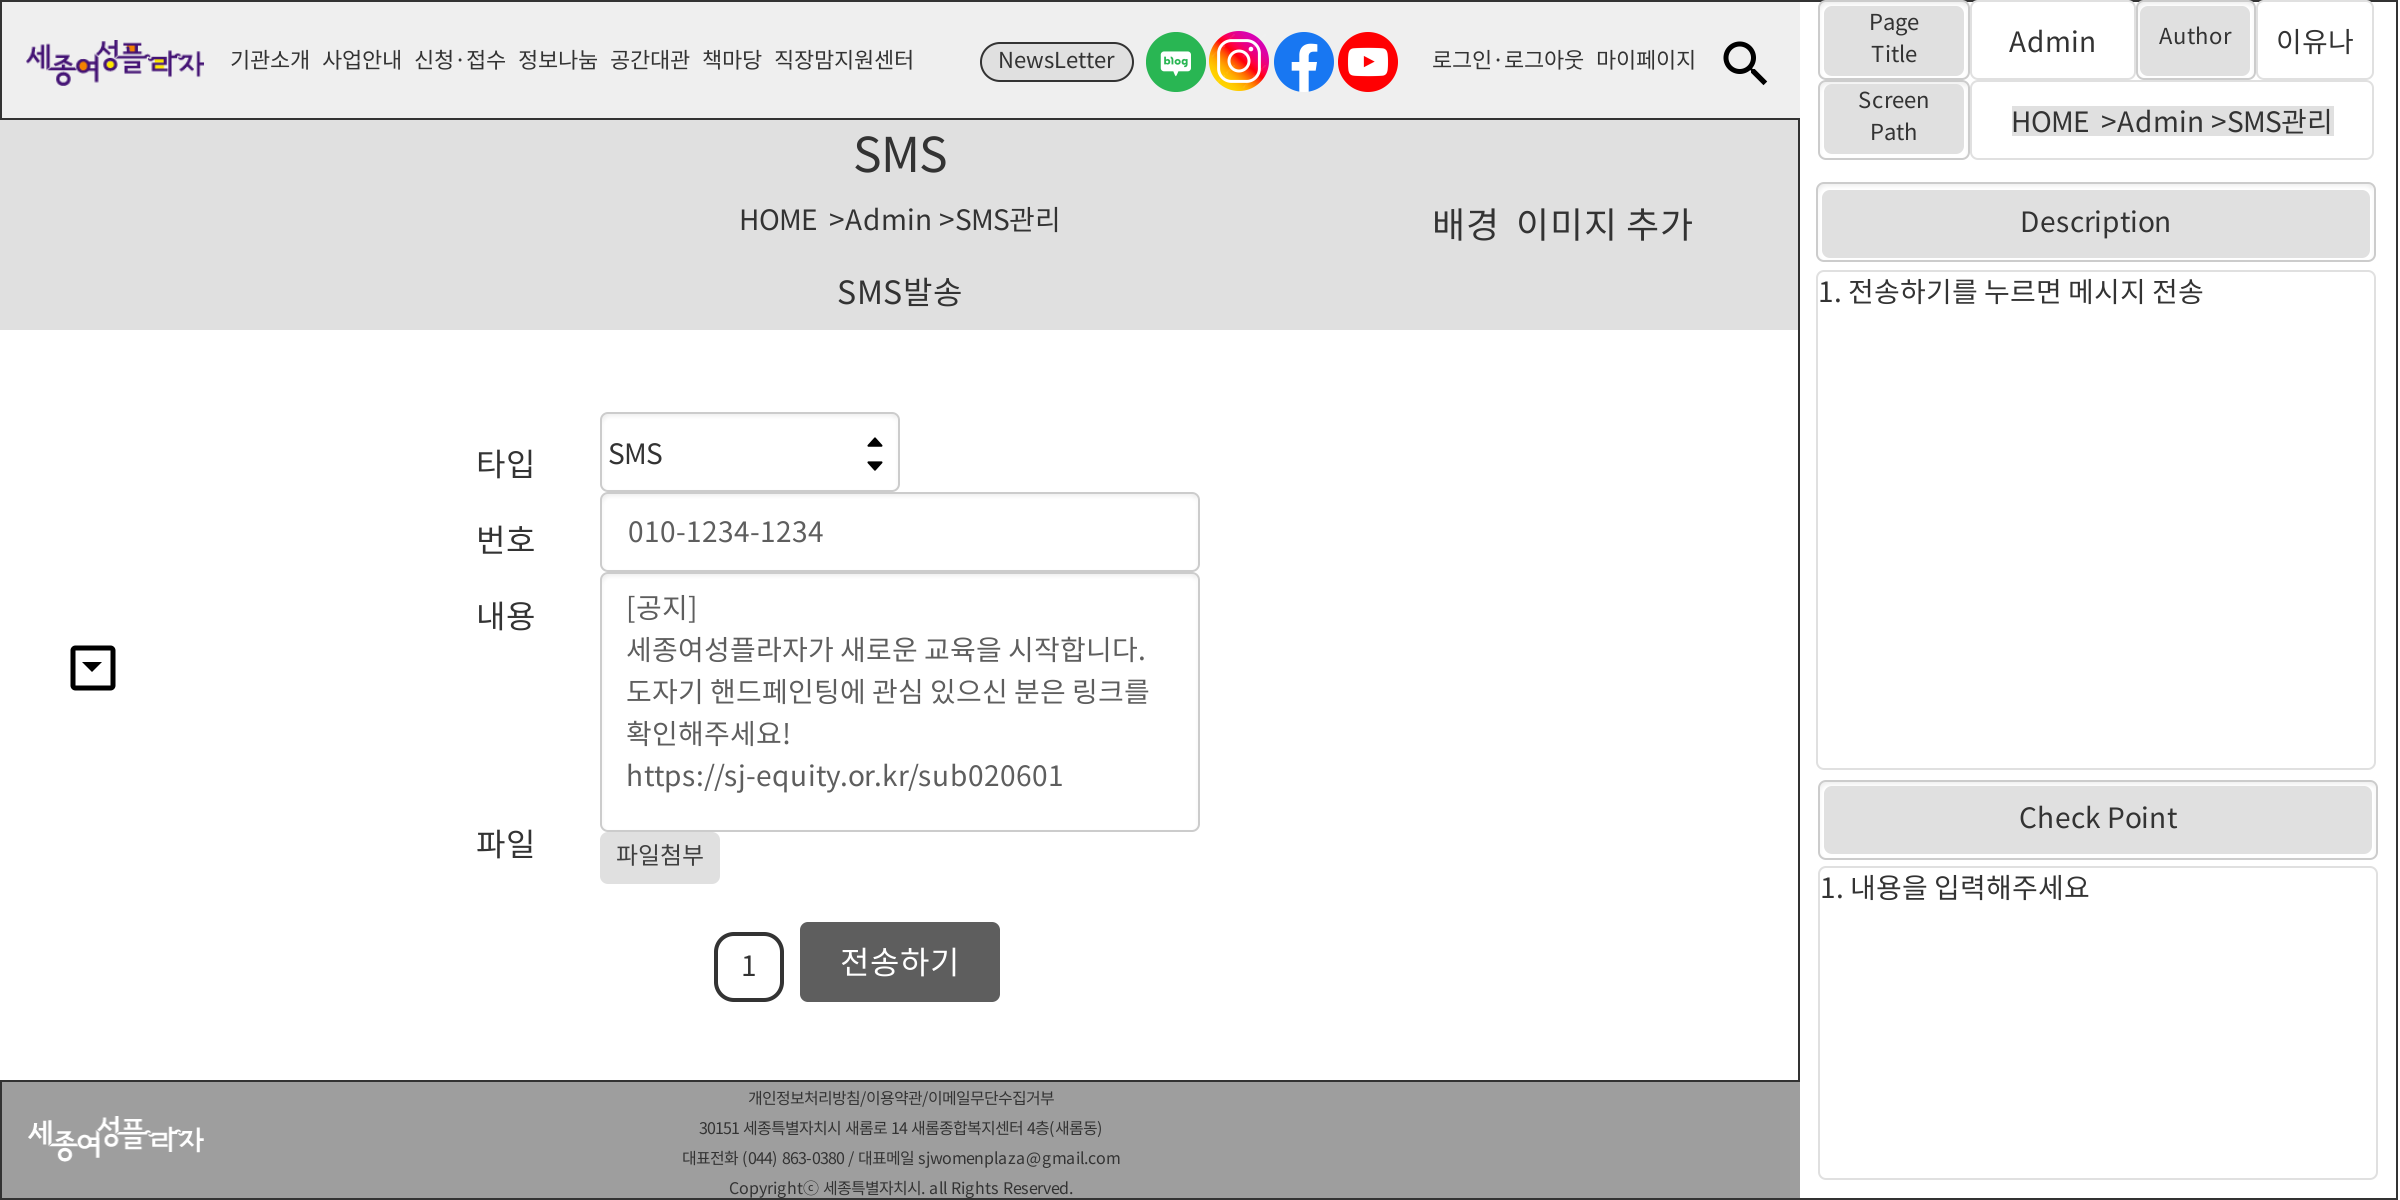 세종여성플라자
기관소개 사업안내 신청·접수 정보나눔 공간대관 책마당 직장맘지원센터
NewsLetter
blog
로그인·로그아웃 마이페이지
SMS
HOME >Admin >SMS관리
배경 이미지 추가
SMS발송
타입
SMS
번호
010-1234-1234
내용
[공지]
세종여성플라자가 새로운 교육을 시작합니다.
도자기 핸드페인팅에 관심 있으신 분은 링크를
확인해주세요!
https://sj-equity.or.kr/sub020601
파일
파일첨부
1
전송하기
세종여성플라자
개인정보처리방침/이용약관/이메일무단수집거부
30151 세종특별자치시 새롬로 14 새롬종합복지센터 4층(새롬동)
대표전화 (044) 863-0380 / 대표메일 sjwomenplaza@gmail.com
Copyrightⓒ 세종특별자치시. all Rights Reserved.
Page
Title
Admin
Author
이유나
Screen
Path
HOME >Admin >SMS관리
Description
1. 전송하기를 누르면 메시지 전송
Check Point
1. 내용을 입력해주세요